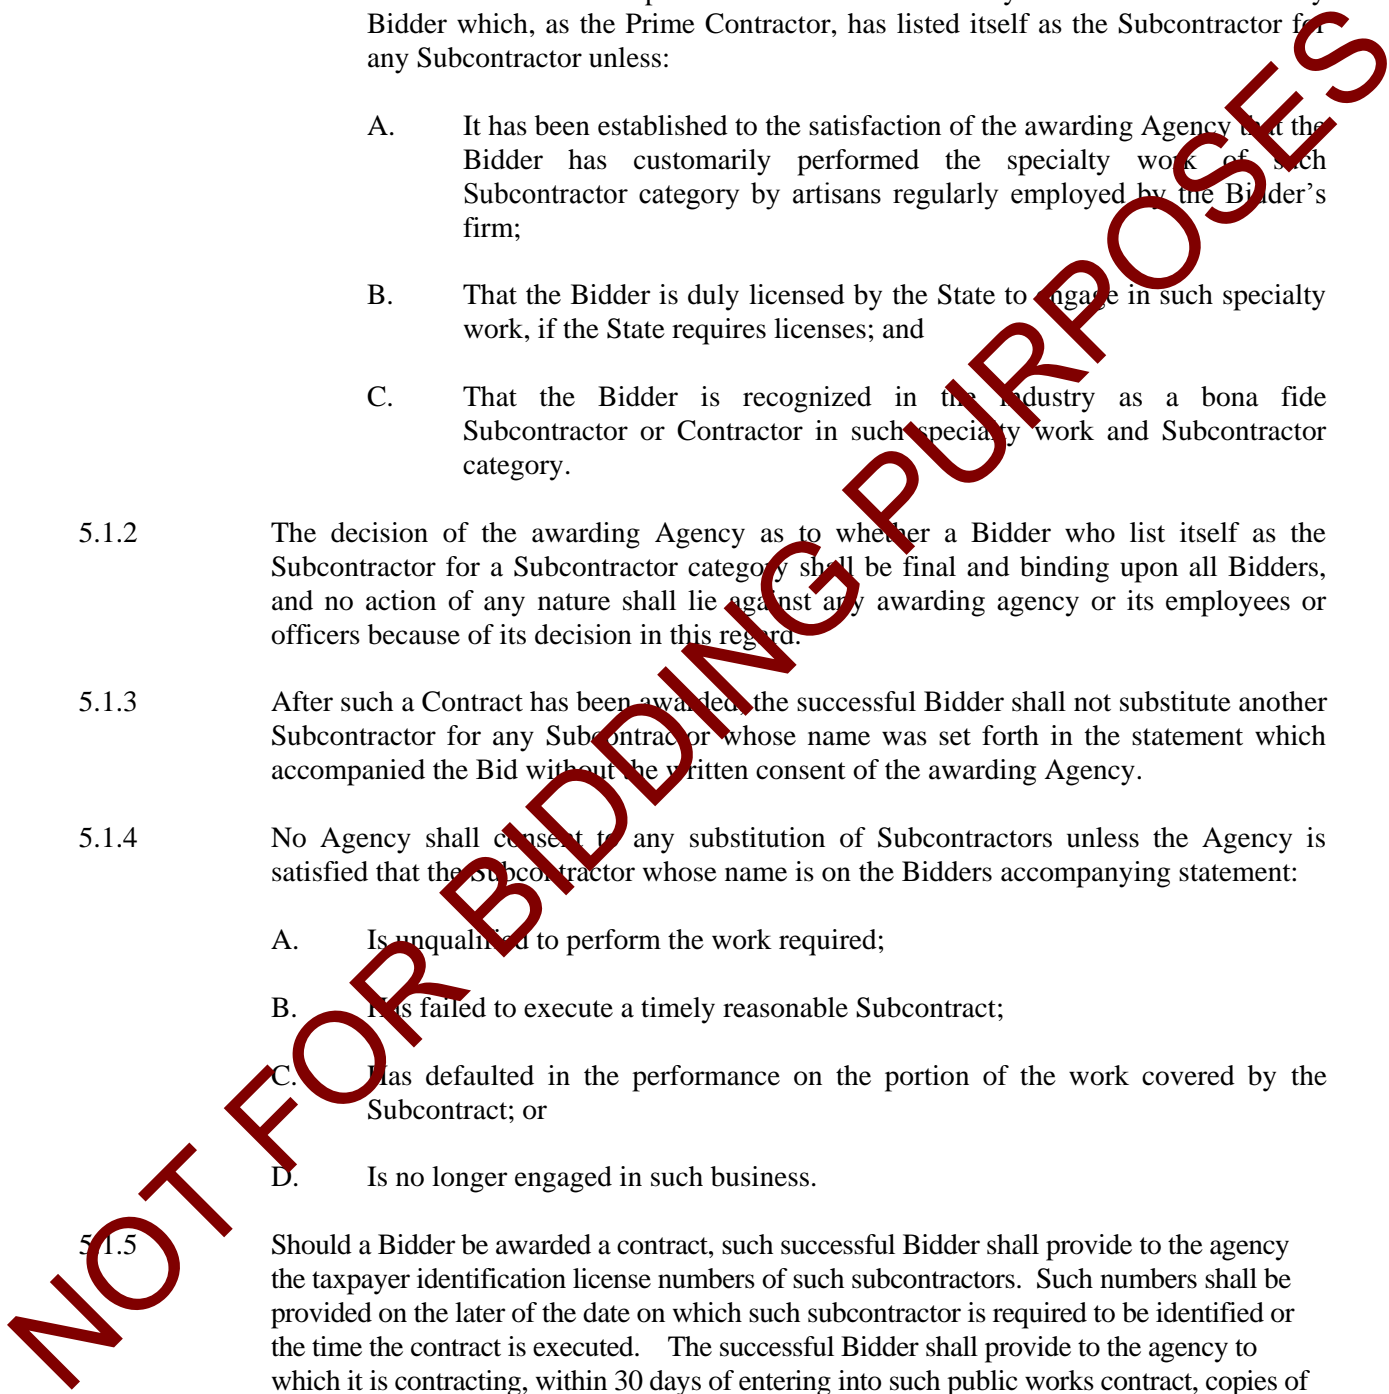 Bidder which, as the Prime Contractor, has listed itself as the Subcontractor for
any Subcontractor unless:
A. It has been established to the satisfaction of the awarding Agency that the
Bidder has customarily performed the specialty work of such
Subcontractor category by artisans regularly employed by the Bidder’s
firm;
B. That the Bidder is duly licensed by the State to engage in such specialty
work, if the State requires licenses; and
C. That the Bidder is recognized in the industry as a bona fide
Subcontractor or Contractor in such specialty work and Subcontractor
category.
5.1.2 The decision of the awarding Agency as to whether a Bidder who list itself as the
Subcontractor for a Subcontractor category shall be final and binding upon all Bidders,
and no action of any nature shall lie against any awarding agency or its employees or
officers because of its decision in this regard.
5.1.3 After such a Contract has been awarded, the successful Bidder shall not substitute another
Subcontractor for any Subcontractor whose name was set forth in the statement which
accompanied the Bid without the written consent of the awarding Agency.
5.1.4 No Agency shall consent to any substitution of Subcontractors unless the Agency is
satisfied that the Subcontractor whose name is on the Bidders accompanying statement:
A. Is unqualified to perform the work required;
B. Has failed to execute a timely reasonable Subcontract;
C. Has defaulted in the performance on the portion of the work covered by the
Subcontract; or
D. Is no longer engaged in such business.
5.1.5 Should a Bidder be awarded a contract, such successful Bidder shall provide to the agency
the taxpayer identification license numbers of such subcontractors. Such numbers shall be
provided on the later of the date on which such subcontractor is required to be identified or
the time the contract is executed. The successful Bidder shall provide to the agency to
which it is contracting, within 30 days of entering into such public works contract, copies of
NOT FOR BIDDING PURPOSES